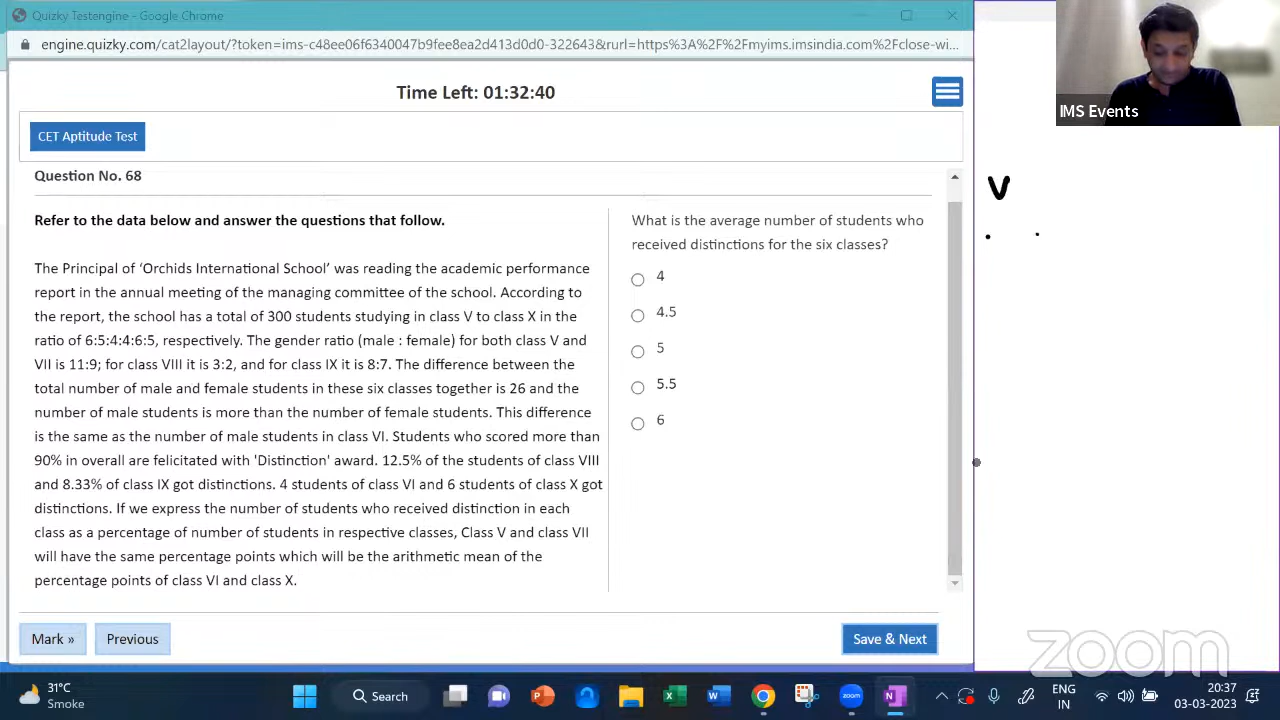 Quizky Testengine - Google Chrome
engine.quizky.com/cat2layout/?token=ims-c48ee06f6340047b9fee8ea2d413d0d0-322643&rurl=https%3A%2F%2Fmyims.imsindia.com%2Fclose-wi...
Time Left: 01:32:40
IMS Events
CET Aptitude Test
Question No. 68
V
Refer to the data below and answer the questions that follow.
The Principal of ‘Orchids International School’ was reading the academic performance
report in the annual meeting of the managing committee of the school. According to
the report, the school has a total of 300 students studying in class V to class X in the
ratio of 6:5:4:4:6:5, respectively. The gender ratio (male : female) for both class V and
VII is 11:9; for class VIII it is 3:2, and for class IX it is 8:7. The difference between the
total number of male and female students in these six classes together is 26 and the
number of male students is more than the number of female students. This difference
is the same as the number of male students in class VI. Students who scored more than
90% in overall are felicitated with 'Distinction' award. 12.5% of the students of class VIII
and 8.33% of class IX got distinctions. 4 students of class VI and 6 students of class X got
distinctions. If we express the number of students who received distinction in each
class as a percentage of number of students in respective classes, Class V and class VII
will have the same percentage points which will be the arithmetic mean of the
percentage points of class VI and class X.
What is the average number of students who
received distinctions for the six classes?
4
4.5
5
5.5
6
Mark »
Previous
Save & Next
zoom
31°C
Smoke
Search
zoom
ENG
IN
20:37
03-03-2023